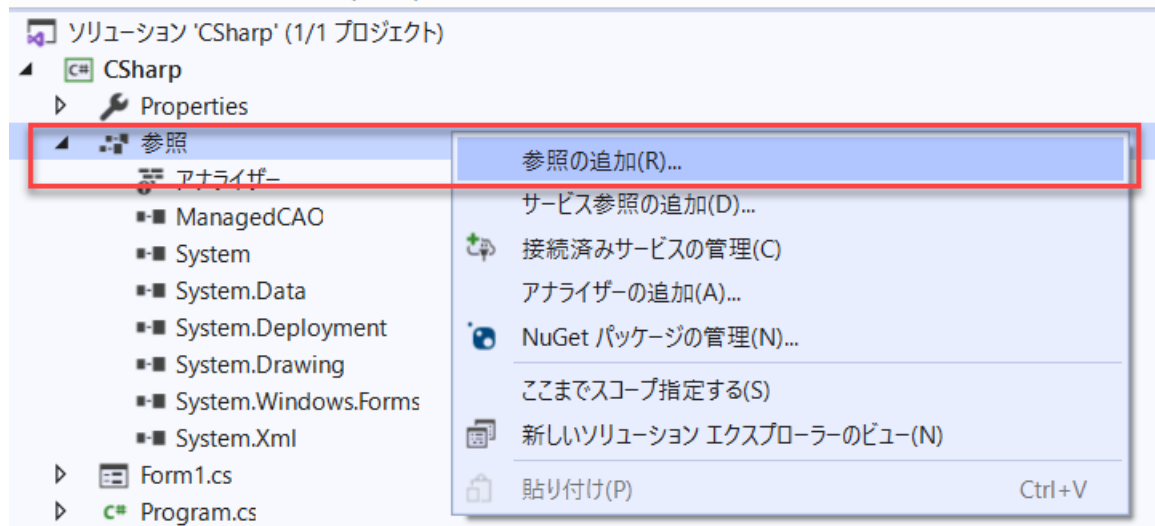 ソリューション 'CSharp' (1/1 プロジェクト)
C# CSharp
Properties
参照
参照の追加(R)...
アナライザー
サービス参照の追加(D)...
ManagedCAO
接続済みサービスの管理(C)
System
アナライザーの追加(A)...
System.Data
NuGet パッケージの管理(N)...
System.Deployment
System.Drawing
ここまでスコープ指定する(S)
System.Windows.Forms
新しいソリューション エクスプローラーのビュー(N)
System.Xml
Form1.cs
貼り付け(P) Ctrl+V
C# Program.cs